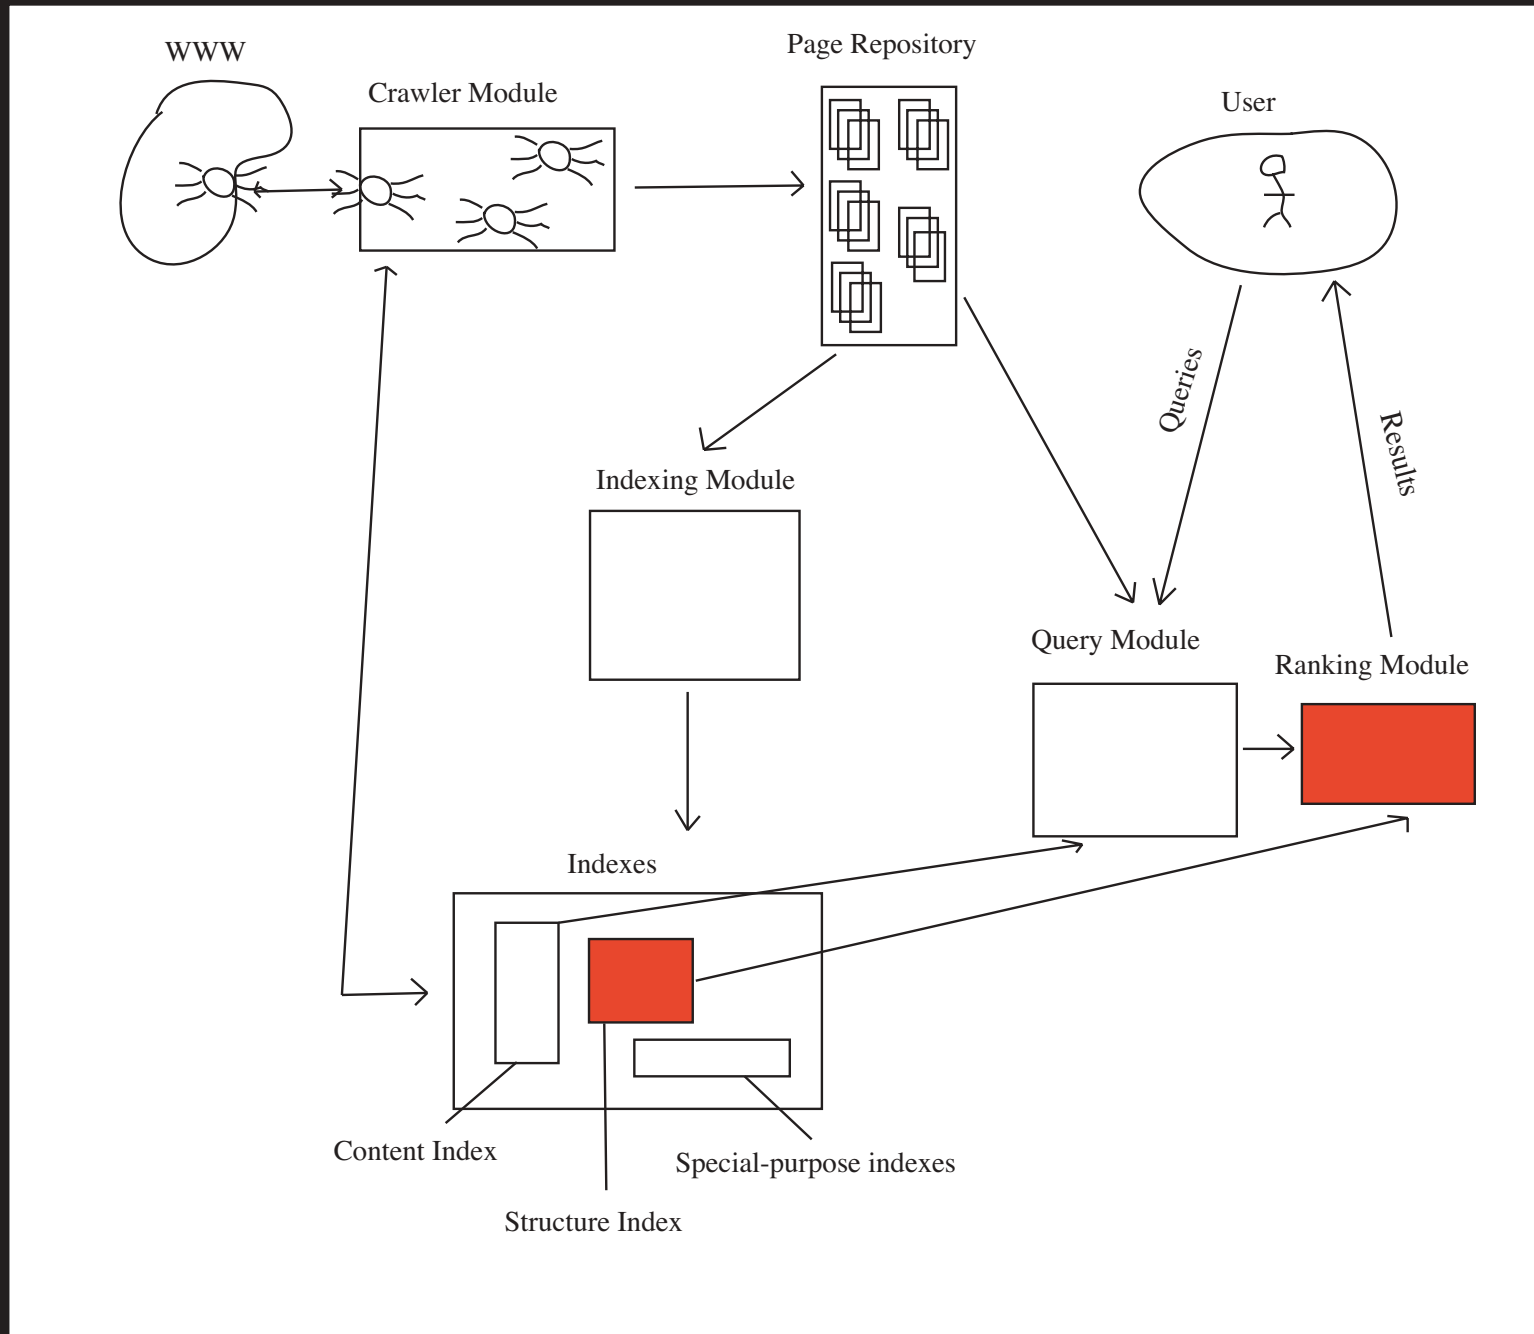 WWW
Crawler Module
Page Repository
User
Queries
Results
Indexing Module
Query Module
Ranking Module
Indexes
Content Index
Special-purpose indexes
Structure Index